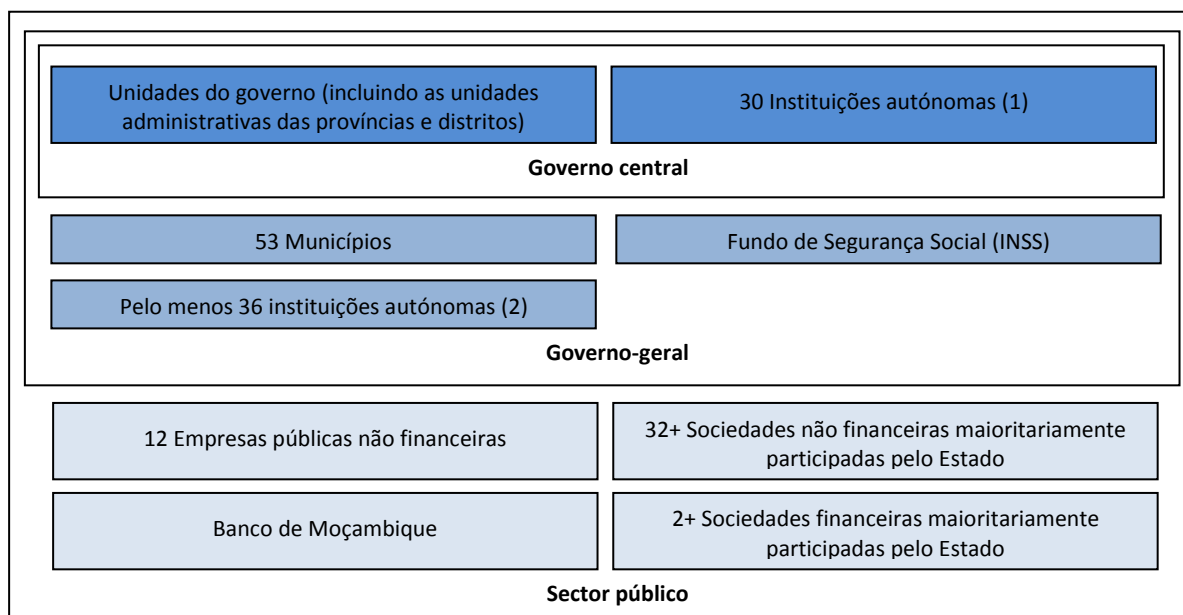 Unidades do governo (incluindo as unidades
administrativas das províncias e distritos)
30 Instituições autónomas (1)
Governo central
53 Municípios
Fundo de Segurança Social (INSS)
Pelo menos 36 instituições autónomas (2)
Governo-geral
12 Empresas públicas não financeiras
32+ Sociedades não financeiras maioritariamente
participadas pelo Estado
Banco de Moçambique
2+ Sociedades financeiras maioritariamente
participadas pelo Estado
Sector público